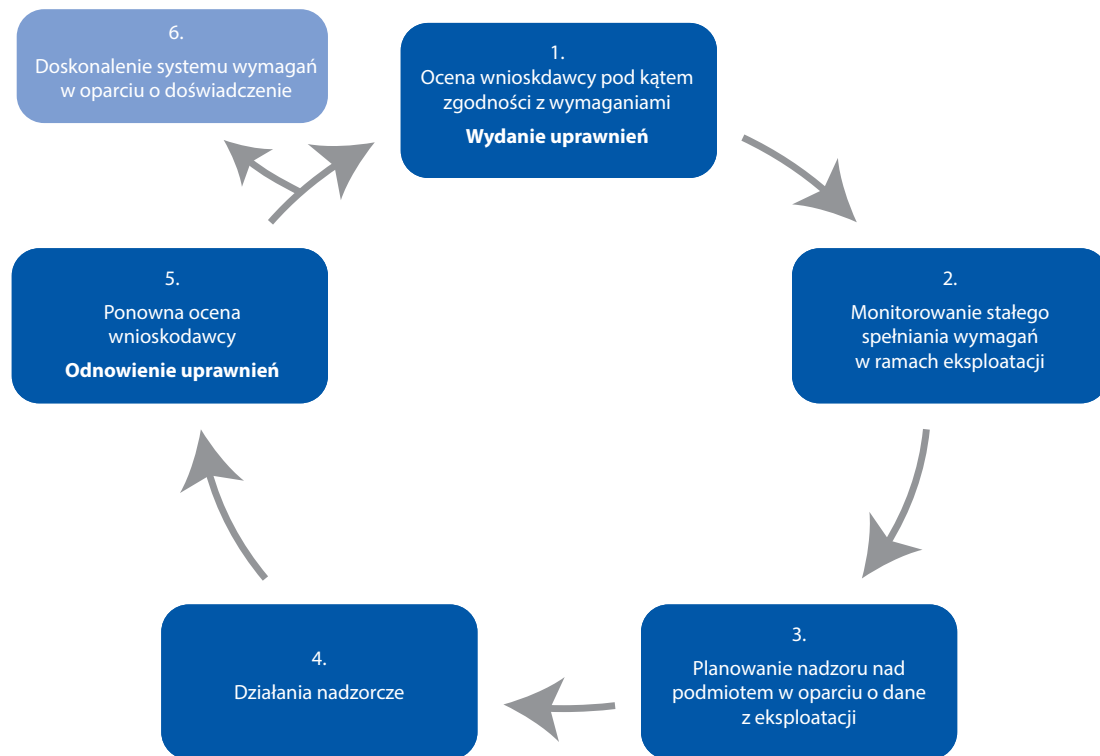 6.
Doskonalenie systemu wymagań
w oparciu o doświadczenie
1.
Ocena wnioskdawcy pod kątem
zgodności z wymaganiami
Wydanie uprawnień
5.
Ponowna ocena
wnioskodawcy
Odnowienie uprawnień
2.
Monitorowanie stałego
spełniania wymagań
w ramach eksploatacji
4.
Działania nadzorcze
3.
Planowanie nadzoru nad
podmiotem w oparciu o dane
z eksploatacji